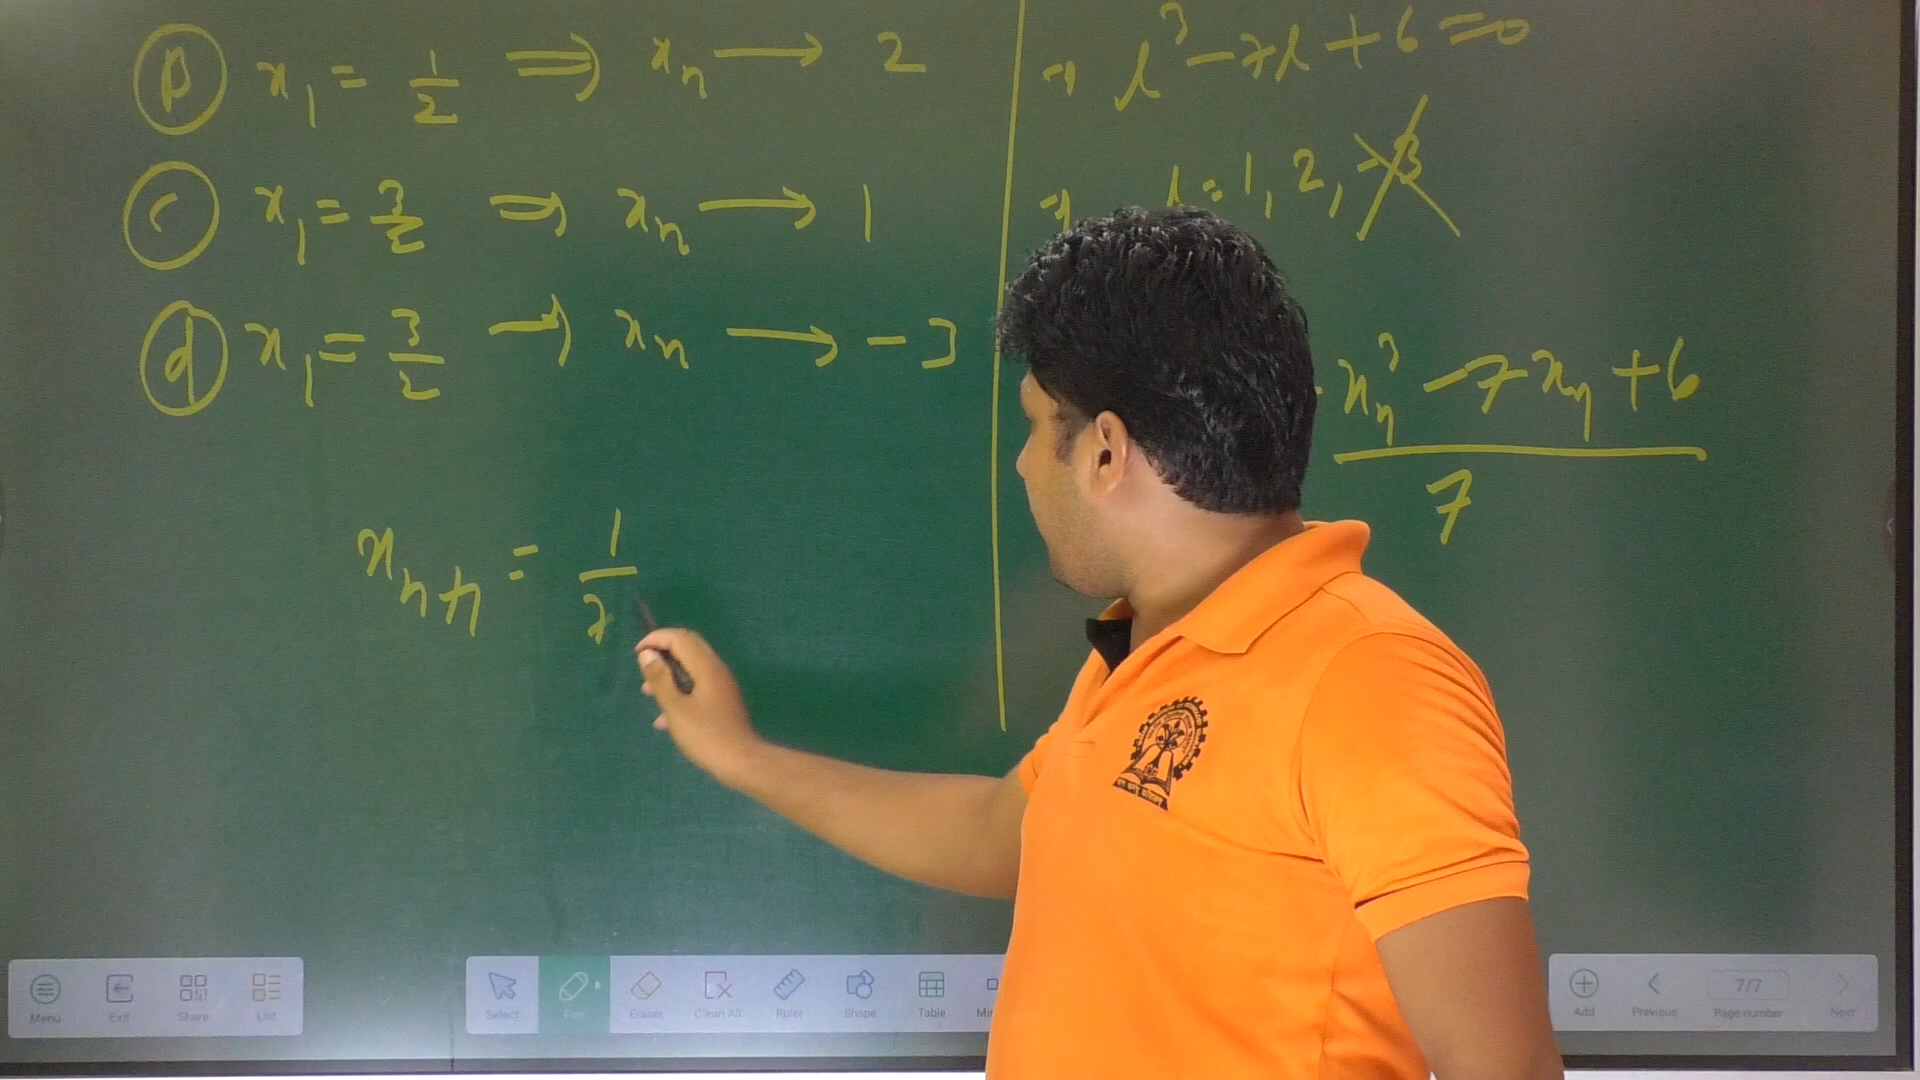 (b) x₁ = 1/2 ⇒ xₙ → 2
(c) x₁ = 3/2 ⇒ xₙ → 1
(d) x₁ = 3/2 → xₙ → -3
xₙ₊₁ = 1/7
⇒ l³ - 7l + 6 = 0
⇒ l = 1, 2, -3
xₙ³ - 7xₙ + 6
7
Menu Exit Share List
Select Pen Eraser Clean All Ruler Shape Table
Add Previous 7/7 Page number Next